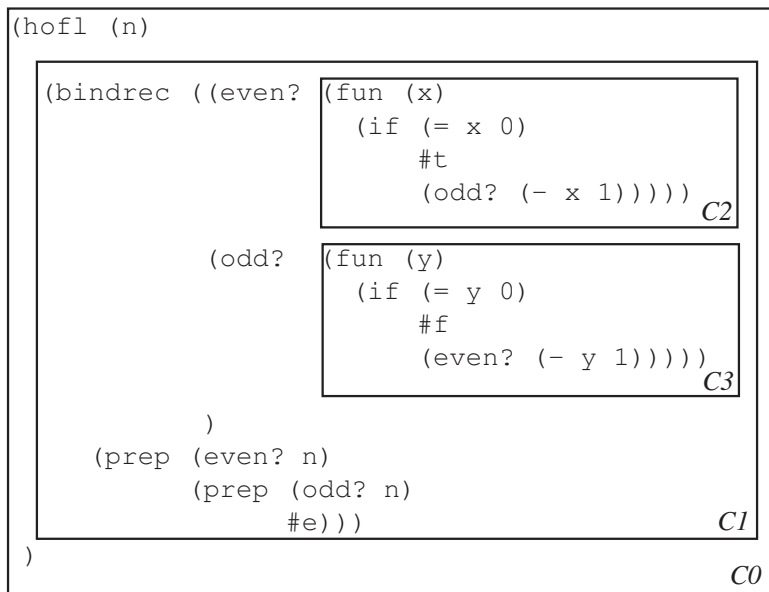 (hofl (n)
(bindrec ((even? (fun (x)
(if (= x 0)
#t
(odd? (- x 1)))))
C2
(odd? (fun (y)
(if (= y 0)
#f
(even? (- y 1)))))
C3
)
(prep (even? n)
(prep (odd? n)
#e)))
C1
)
C0